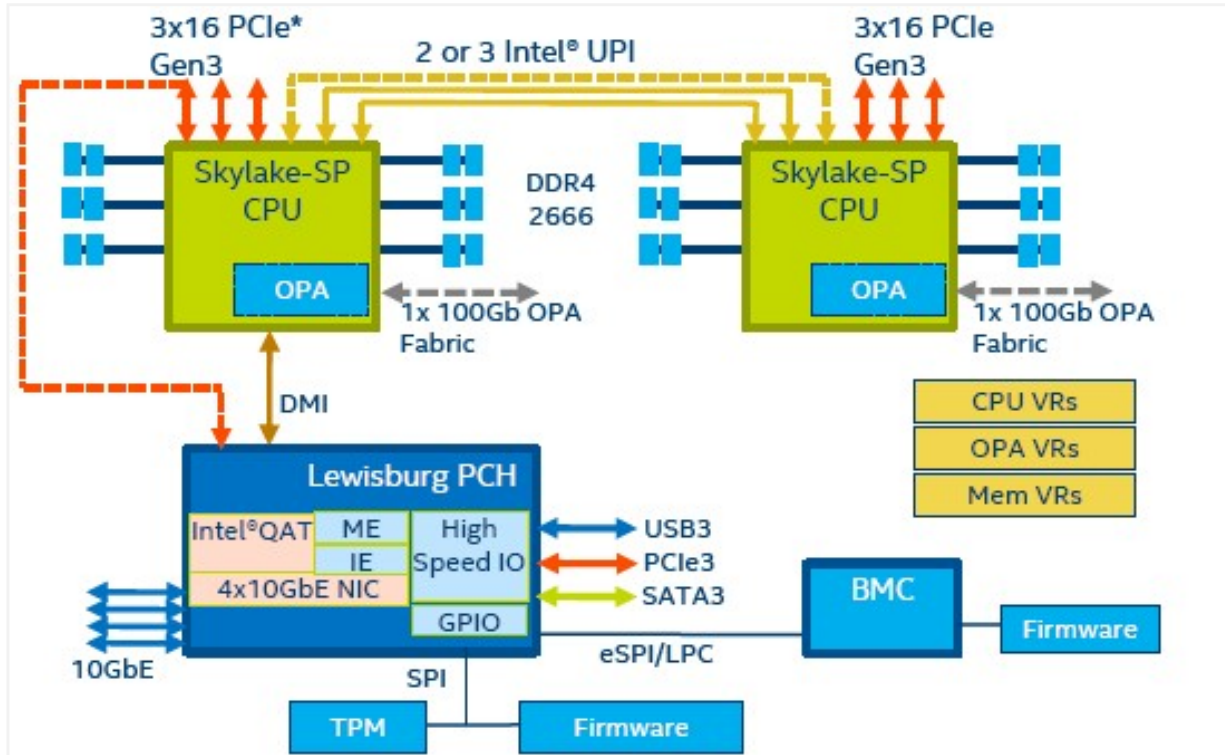 3x16 PCIe*
Gen3
2 or 3 Intel® UPI
3x16 PCIe
Gen3
Skylake-SP
CPU
OPA
DDR4
2666
Skylake-SP
CPU
OPA
1x 100Gb OPA
Fabric
1x 100Gb OPA
Fabric
DMI
CPU VRs
OPA VRs
Mem VRs
Lewisburg PCH
Intel®QAT
ME
IE
High
Speed IO
4x10GbE NIC
GPIO
USB3
PCIe3
SATA3
10GbE
eSPI/LPC
BMC
Firmware
SPI
TPM
Firmware